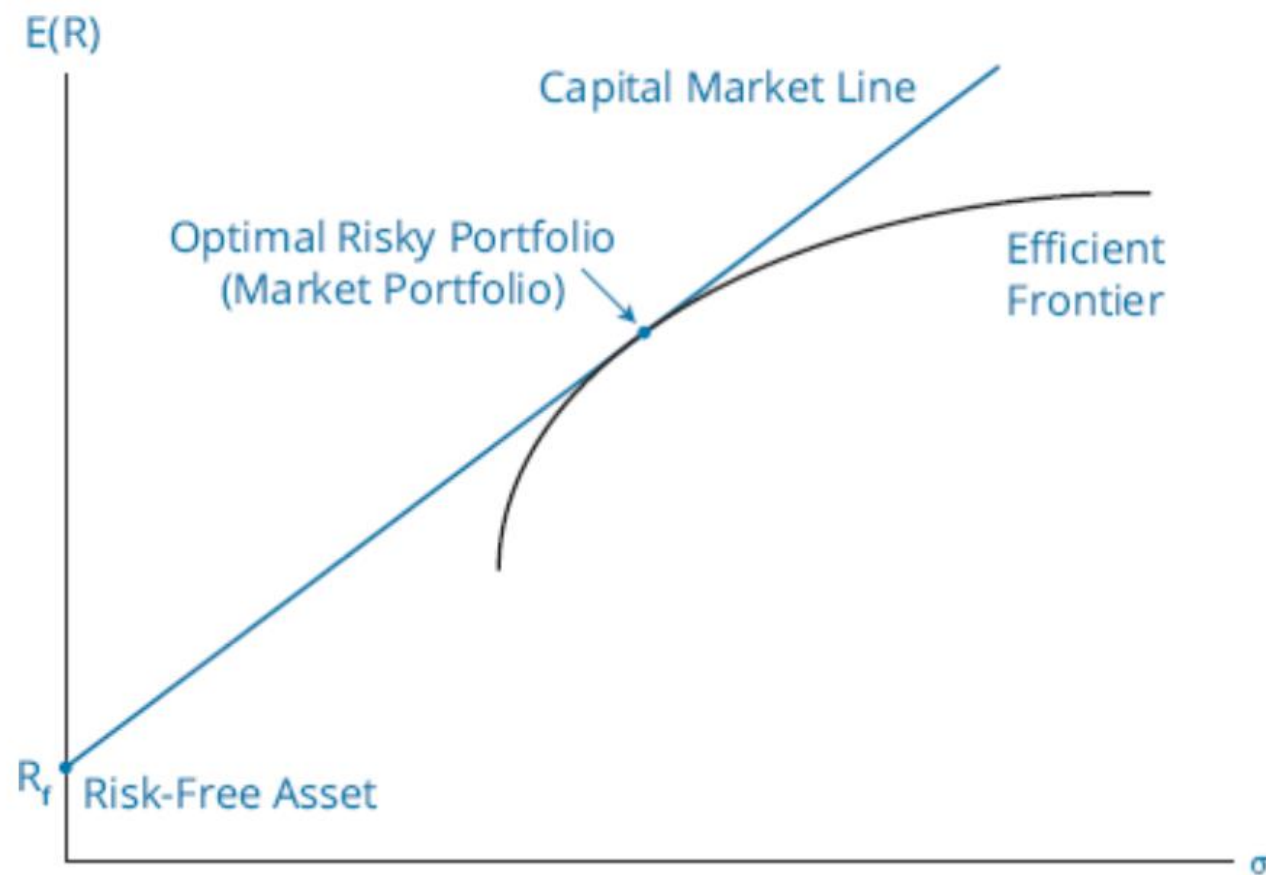 E(R)
Capital Market Line
Optimal Risky Portfolio
(Market Portfolio)
Efficient
Frontier
Rf
Risk-Free Asset
σ